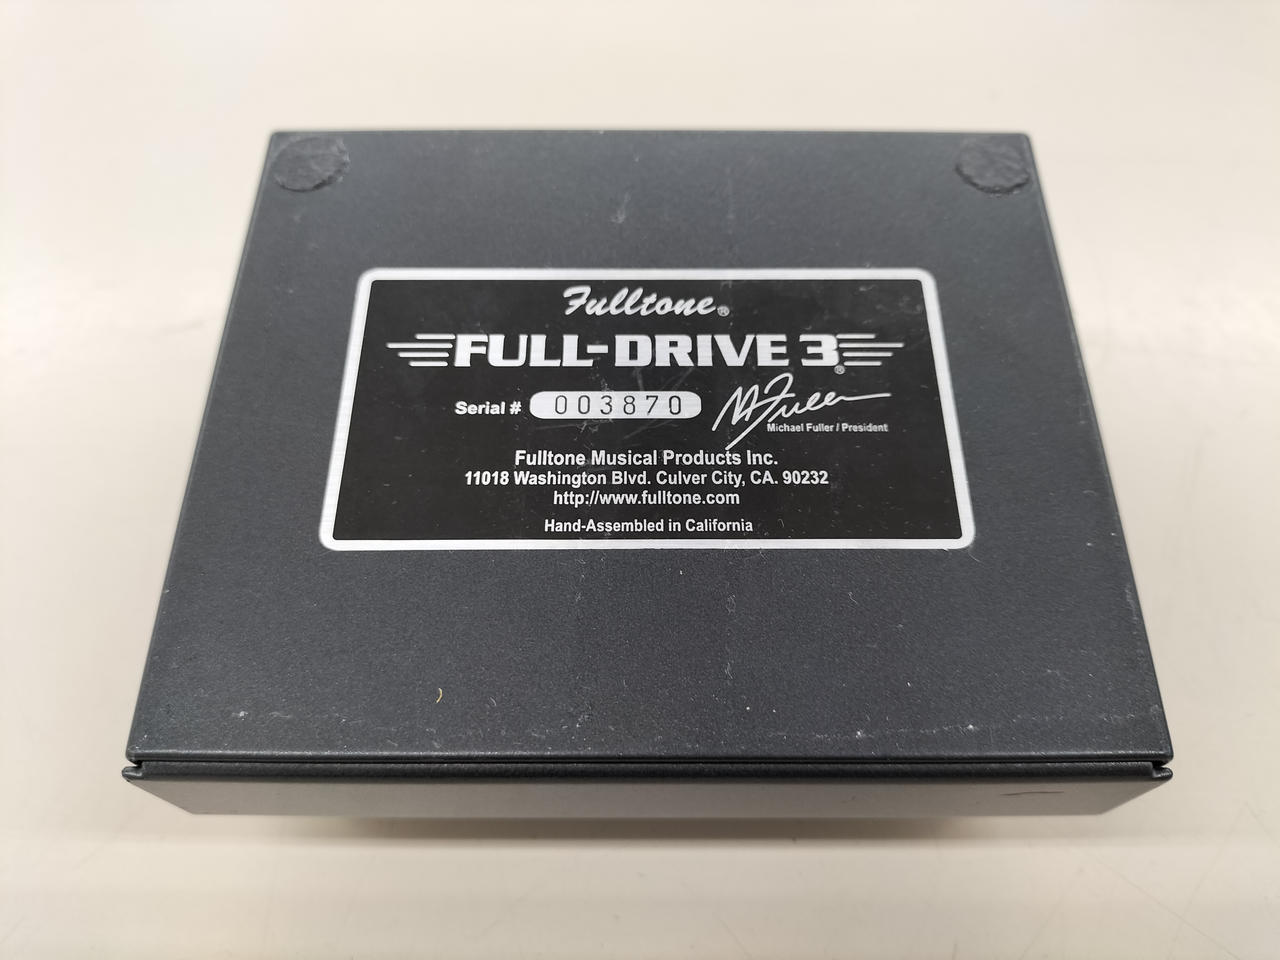 Fulltone®
FULL-DRIVE 3®
Serial # 003870
Michael Fuller / President
Fulltone Musical Products Inc.
11018 Washington Blvd. Culver City, CA. 90232
http://www.fulltone.com
Hand-Assembled in California